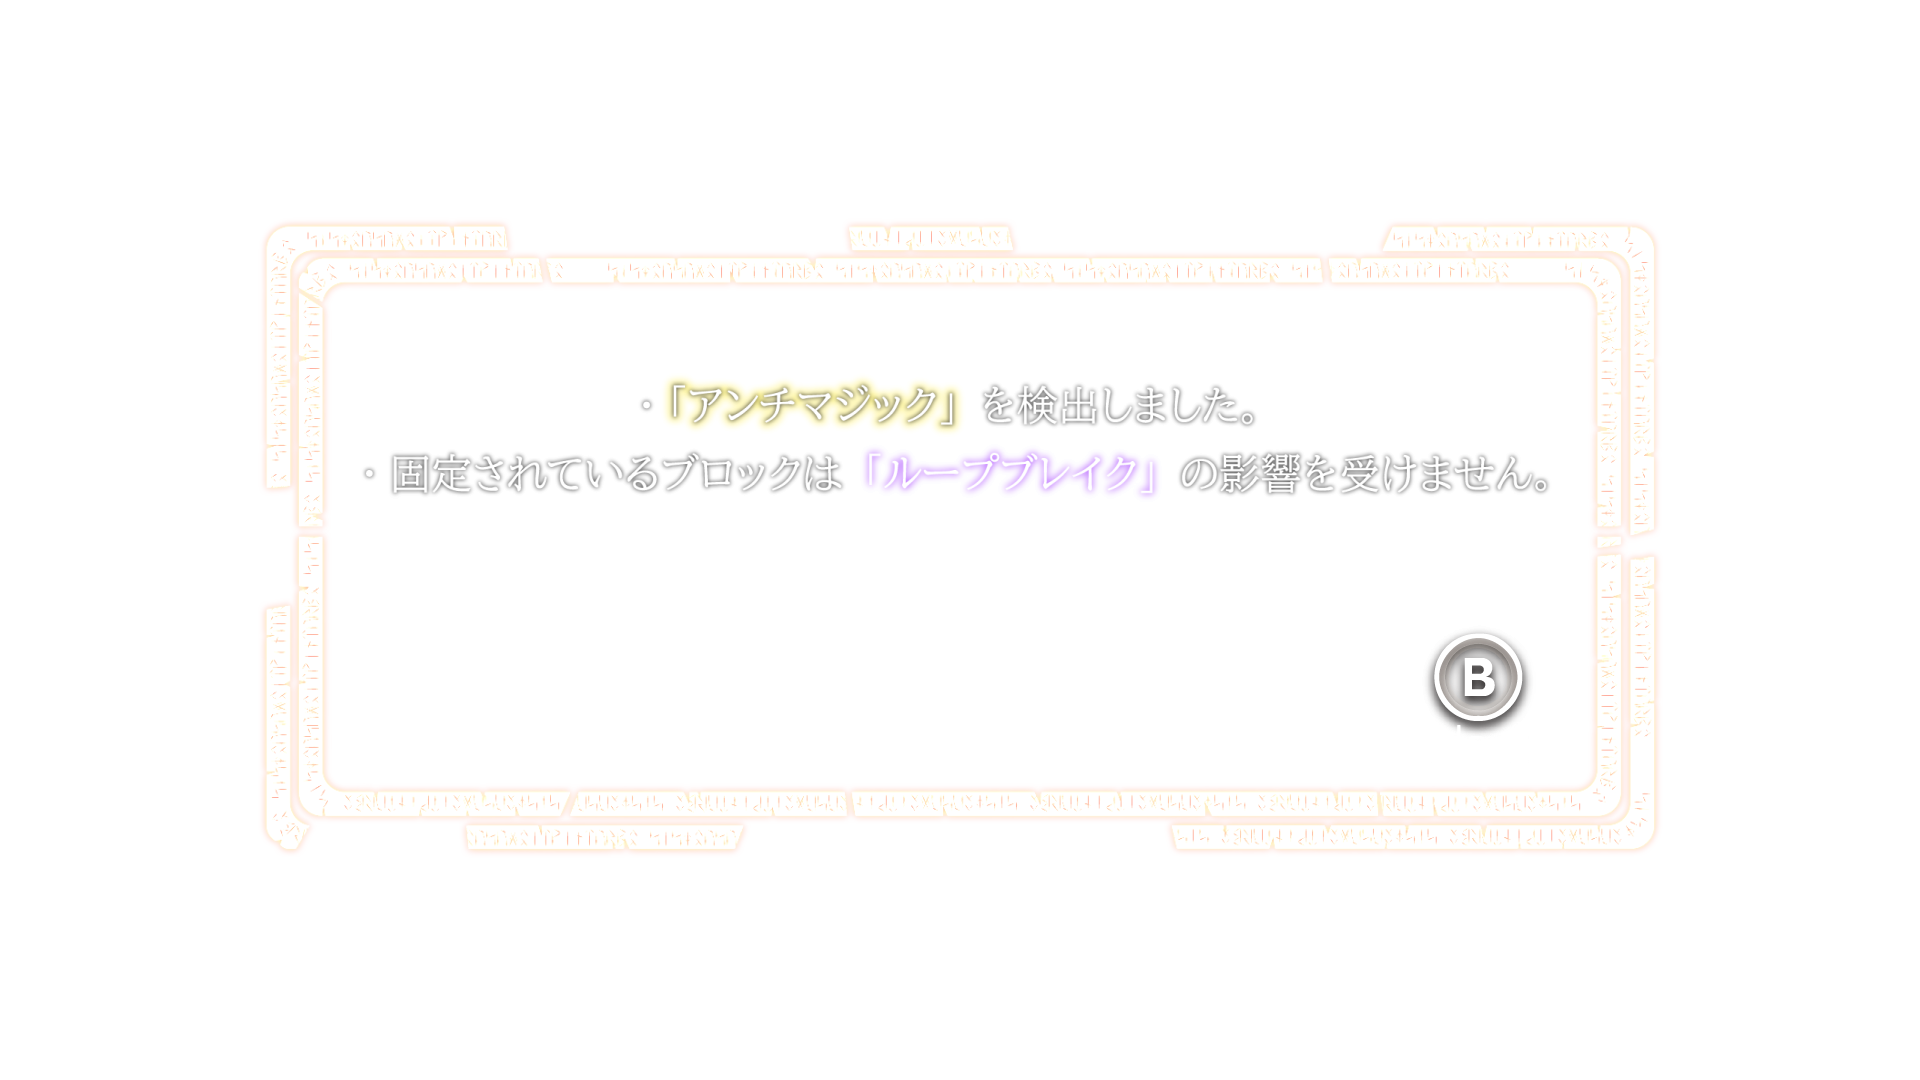 ・「アンチマジック」を検出しました。
・固定されているブロックは「ループブレイク」の影響を受けません。
B